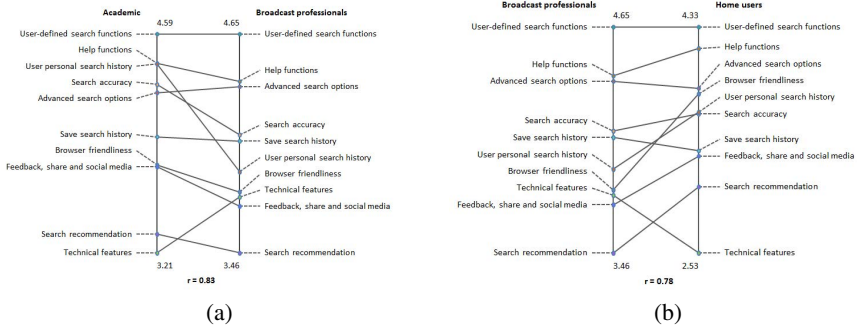 Academic
Broadcast professionals
4.59
4.65
User-defined search functions
Help functions
User personal search history
Search accuracy
Advanced search options
Save search history
Browser friendliness
Feedback, share and social media
Search recommendation
Technical features
User-defined search functions
Help functions
Advanced search options
Search accuracy
Save search history
User personal search history
Browser friendliness
Technical features
Feedback, share and social media
Search recommendation
3.21
3.46
r = 0.83
(a)
Broadcast professionals
Home users
4.65
4.33
User-defined search functions
Help functions
Advanced search options
Search accuracy
Save search history
User personal search history
Browser friendliness
Technical features
Feedback, share and social media
Search recommendation
User-defined search functions
Help functions
Advanced search options
Browser friendliness
User personal search history
Search accuracy
Save search history
Feedback, share and social media
Search recommendation
Technical features
3.46
2.53
r = 0.78
(b)